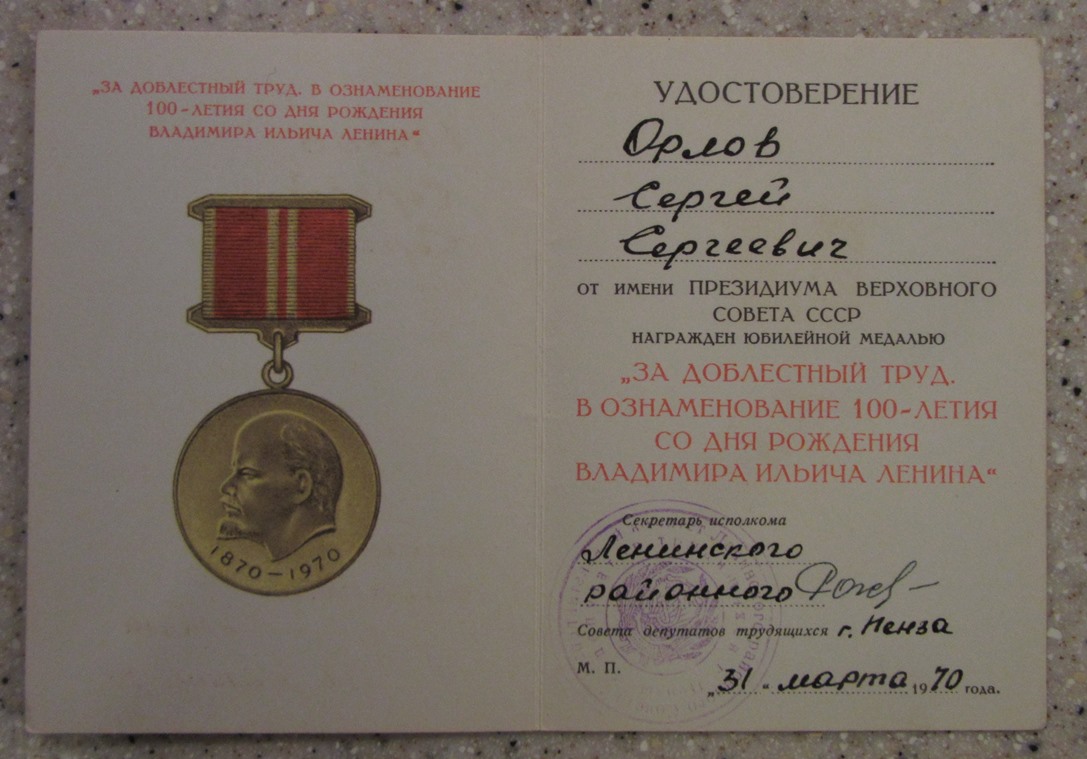 „ЗА ДОБЛЕСТНЫЙ ТРУД. В ОЗНАМЕНОВАНИЕ
100-ЛЕТИЯ СО ДНЯ РОЖДЕНИЯ
ВЛАДИМИРА ИЛЬИЧА ЛЕНИНА“
1870–1970
УДОСТОВЕРЕНИЕ
Орлов
Сергей
Сергеевич
ОТ ИМЕНИ ПРЕЗИДИУМА ВЕРХОВНОГО
СОВЕТА СССР
НАГРАЖДЕН ЮБИЛЕЙНОЙ МЕДАЛЬЮ
„ЗА ДОБЛЕСТНЫЙ ТРУД.
В ОЗНАМЕНОВАНИЕ 100-ЛЕТИЯ
СО ДНЯ РОЖДЕНИЯ
ВЛАДИМИРА ИЛЬИЧА ЛЕНИНА“
Секретарь исполкома
Ленинского
районного
Совета депутатов трудящихся г. Пенза
М. П.
„31“ марта 1970 года.